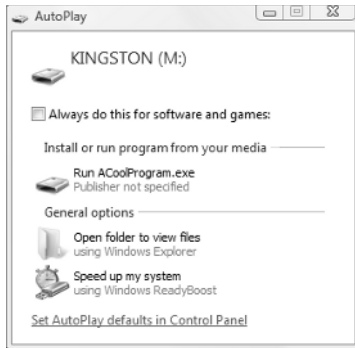 AutoPlay
KINGSTON (M:)
Always do this for software and games:
Install or run program from your media
Run ACoolProgram.exe
Publisher not specified
General options
Open folder to view files
using Windows Explorer
Speed up my system
using Windows ReadyBoost
Set AutoPlay defaults in Control Panel